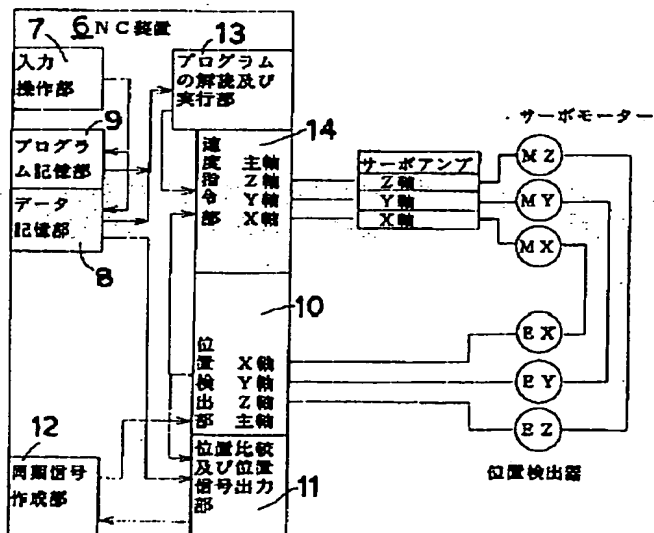 6 NC装置
7
入力
操作部
9
プログラ
ム記憶部
データ
記憶部
8
12
同期信号
作成部
13
プログラム
の解読及び
実行部
14
速度指令部
主軸
Z軸
Y軸
X軸
10
位置検出部
X軸
Y軸
Z軸
主軸
位置比較
及び位置
信号出力
部
11
サーボアンプ
Z軸
Y軸
X軸
サーボモーター
MZ
MY
MX
EX
EY
EZ
位置検出器